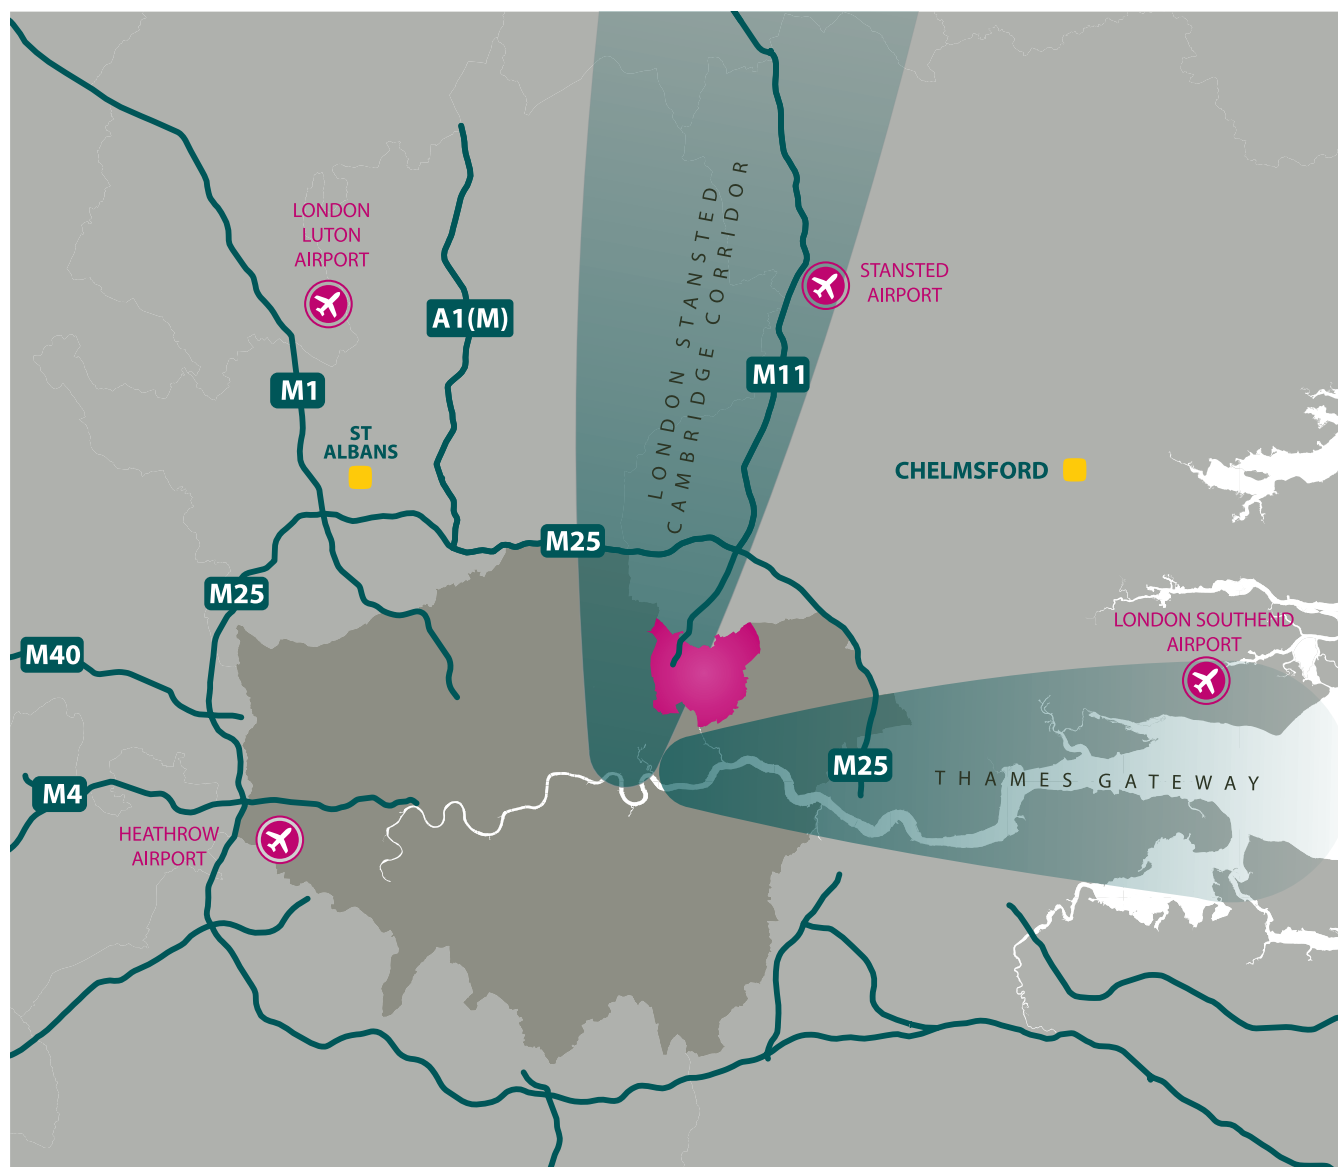 LONDON STANSTED
CAMBRIDGE CORRIDOR
LONDON
LUTON
AIRPORT
STANSTED
AIRPORT
A1(M)
M11
M1
ST
ALBANS
CHELMSFORD
M25
M25
LONDON SOUTHEND
AIRPORT
M40
M25
THAMES GATEWAY
M4
HEATHROW
AIRPORT